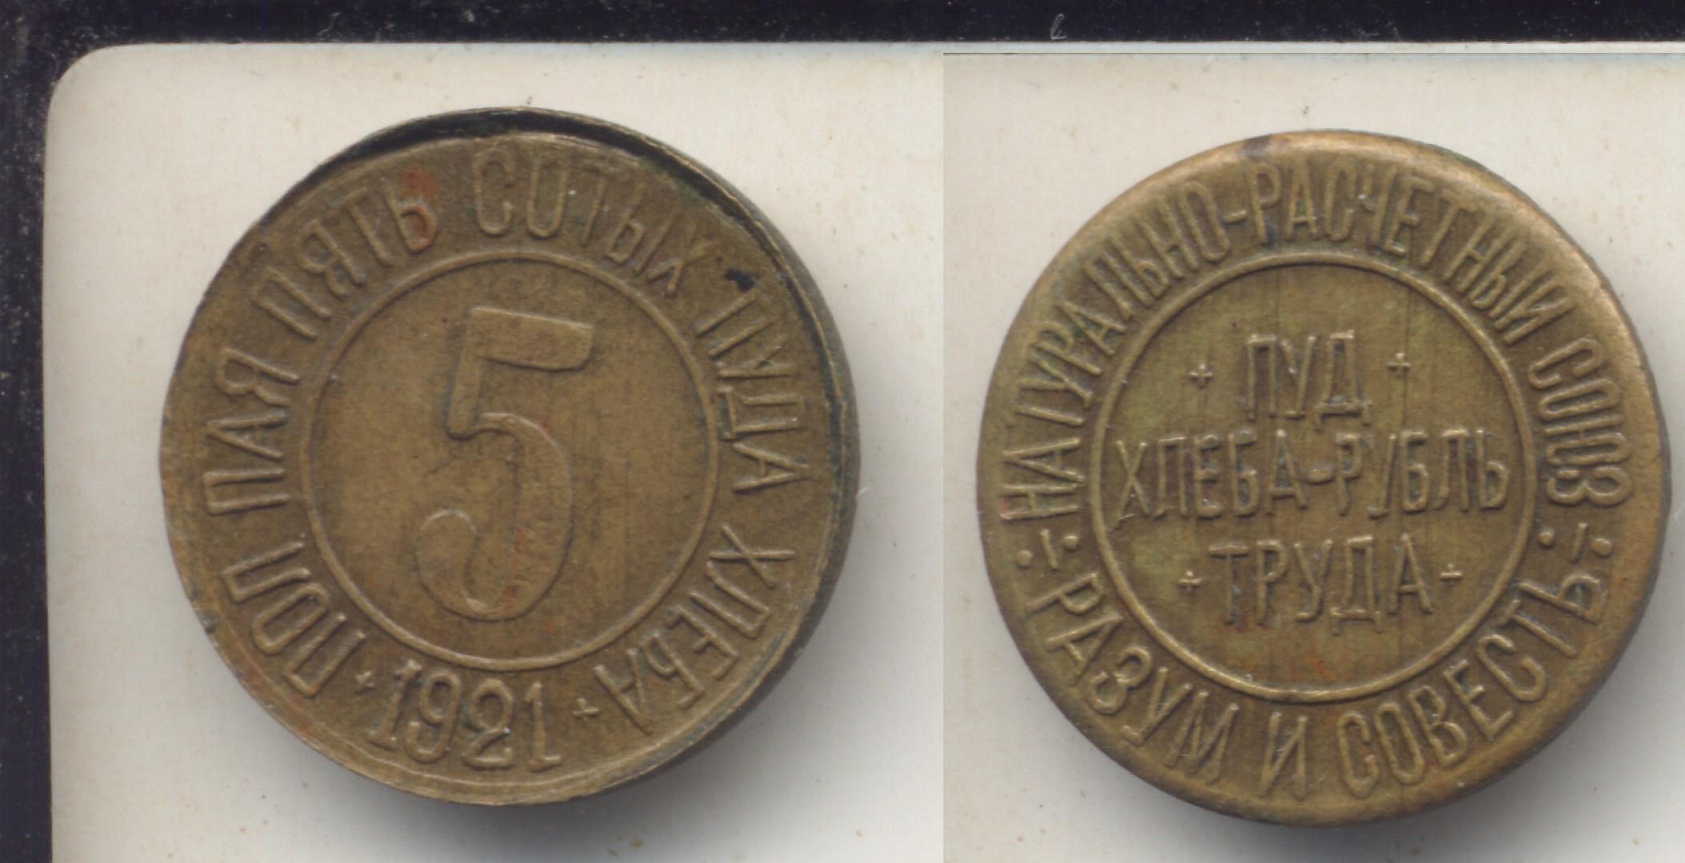 ПОЛ ПАЯ ПЯТЬ СОТЫХ ПУДА ХЛЕБА
5
1921
НАТУРАЛЬНО-РАСЧЕТНЫЙ СОЮЗ
ПУД
ХЛЕБА-РУБЛЬ
ТРУДА
РАЗУМ И СОВЕСТЬ